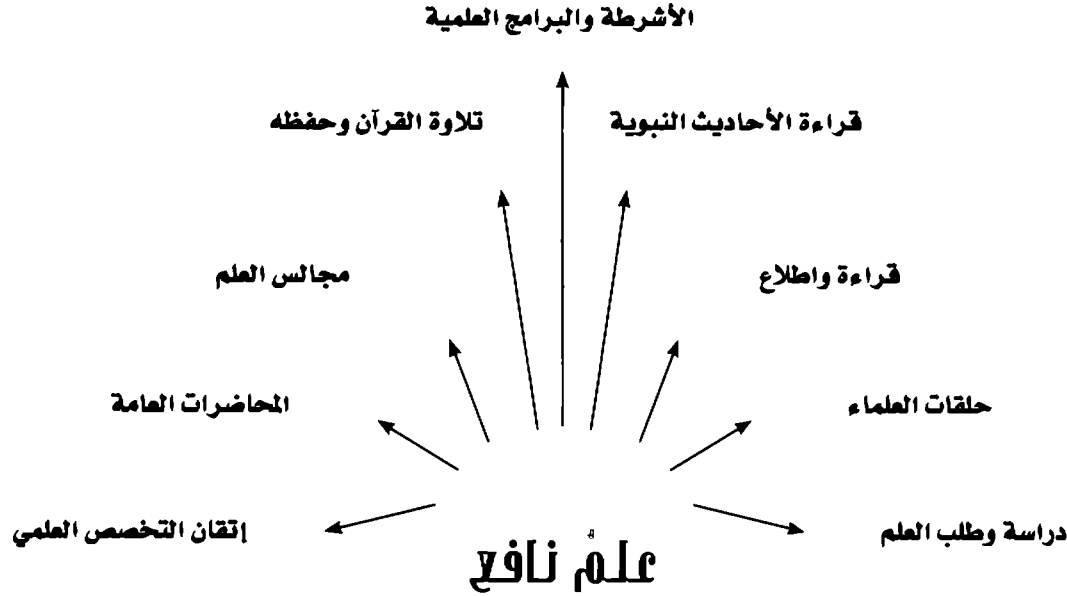 الأشرطة والبرامج العلمية
قراءة الأحاديث النبوية
تلاوة القرآن وحفظه
قراءة واطلاع
مجالس العلم
حلقات العلماء
المحاضرات العامة
دراسة وطلب العلم
إتقان التخصص العلمي
علمٌ نافع